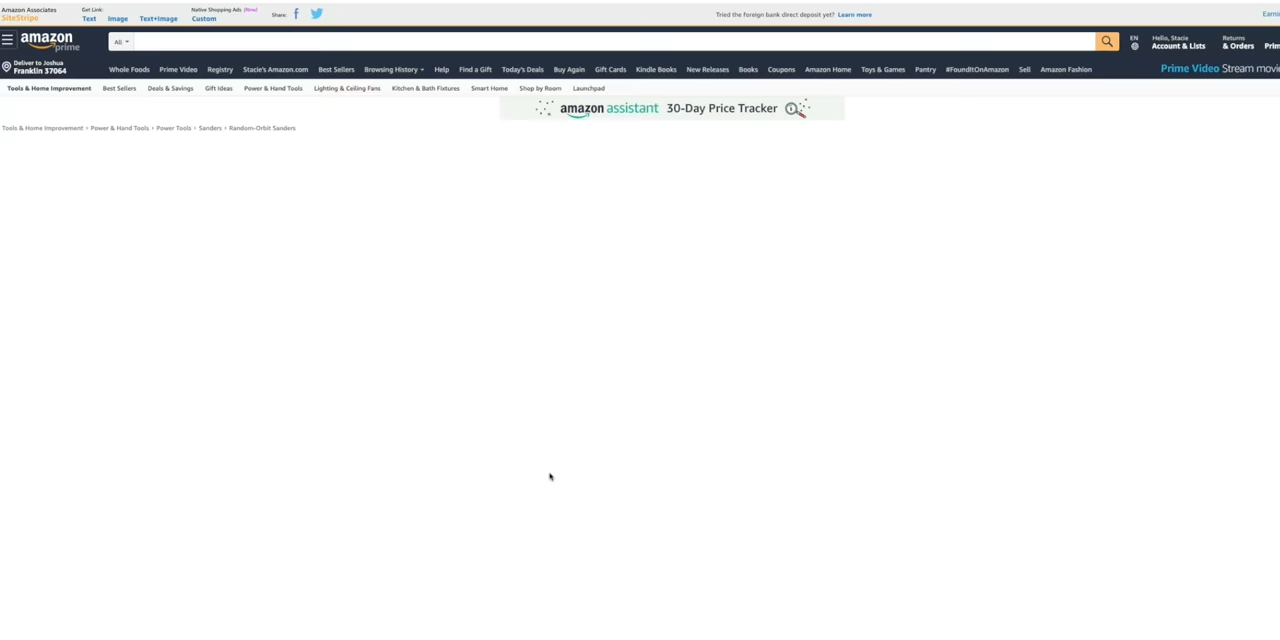 Amazon Associates
SiteStripe
Get Link:
Text Image Text+Image
Native Shopping Ads (New)
Custom
Share:
Tried the foreign bank direct deposit yet? Learn more
amazon
prime
All
EN
Hello, Stacie
Account & Lists
Returns
& Orders
Deliver to Joshua
Franklin 37064
Whole Foods Prime Video Registry Stacie's Amazon.com Best Sellers Browsing History Help Find a Gift Today's Deals Buy Again Gift Cards Kindle Books New Releases Books Coupons Amazon Home Toys & Games Pantry #FoundItOnAmazon Sell Amazon Fashion
Prime Video Stream
Tools & Home Improvement Best Sellers Deals & Savings Gift Ideas Power & Hand Tools Lighting & Ceiling Fans Kitchen & Bath Fixtures Smart Home Shop by Room Launchpad
amazon assistant 30-Day Price Tracker
Tools & Home Improvement › Power & Hand Tools › Power Tools › Sanders › Random-Orbit Sanders